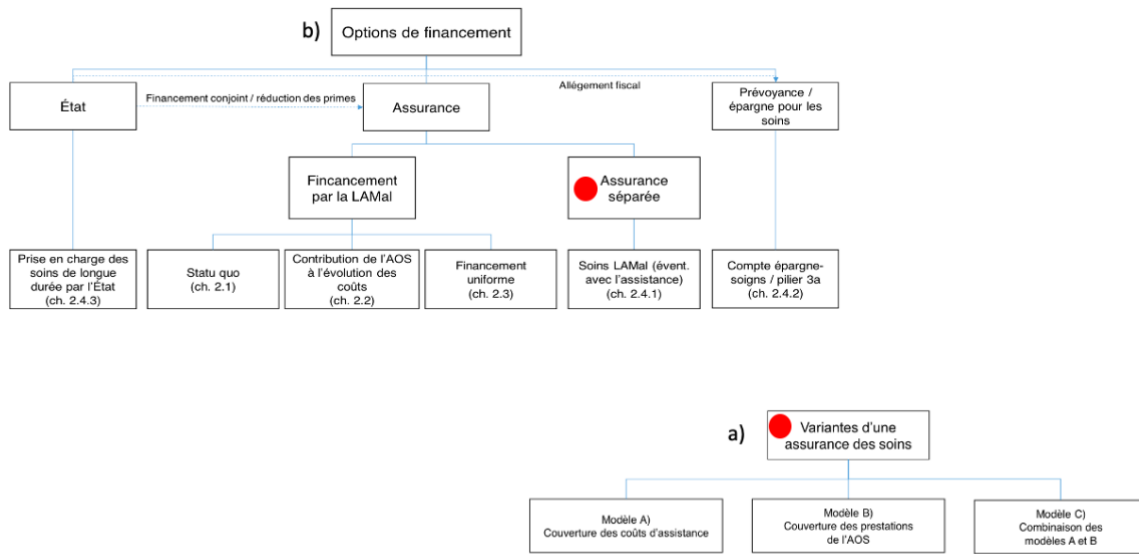 b)
Options de financement
Allègement fiscal
État
Financement conjoint / réduction des primes
Assurance
Prévoyance /
épargne pour les
soins
Fincancement
par la LAMal
Assurance
séparée
Prise en charge des
soins de longue
durée par l'État
(ch. 2.4.3)
Statu quo
(ch. 2.1)
Contribution de l'AOS
à l'évolution des
coûts
(ch. 2.2)
Financement
uniforme
(ch. 2.3)
Soins LAMal (évent.
avec l'assistance)
(ch. 2.4.1)
Compte épargne-
soigns / pilier 3a
(ch. 2.4.2)
a)
Variantes d'une
assurance des soins
Modèle A)
Couverture des coûts d'assistance
Modèle B)
Couverture des prestations
de l'AOS
Modèle C)
Combinaison des
modèles A et B